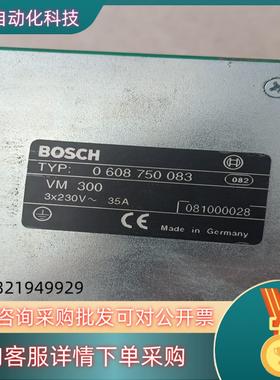 自动化科技
BOSCH
TYP: 0 608 750 083
082
VM 300
3x230V~ 35A
081000028
CE Made in Germany
321949929
咨询采购批发可对公开票
询客服详情下单采购